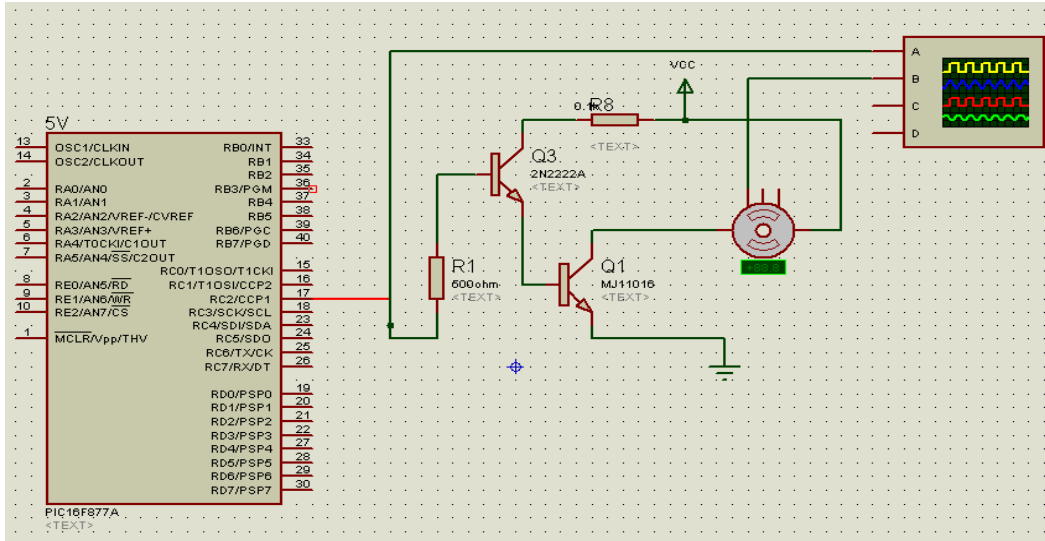 5V
13 OSC1/CLKIN RB0/INT 33
14 OSC2/CLKOUT RB1 34
RB2 35
2 RA0/AN0 RB3/PGM 36
3 RA1/AN1 RB4 37
4 RA2/AN2/VREF-/CVREF RB5 38
5 RA3/AN3/VREF+ RB6/PGC 39
6 RA4/T0CKI/C1OUT RB7/PGD 40
7 RA5/AN4/SS/C2OUT
RC0/T1OSO/T1CKI 15
8 RE0/AN5/RD RC1/T1OSI/CCP2 16
9 RE1/AN6/WR RC2/CCP1 17
10 RE2/AN7/CS RC3/SCK/SCL 18
RC4/SDI/SDA 23
1 MCLR/Vpp/THV RC5/SDO 24
RC6/TX/CK 25
RC7/RX/DT 26
RD0/PSP0 19
RD1/PSP1 20
RD2/PSP2 21
RD3/PSP3 22
RD4/PSP4 27
RD5/PSP5 28
RD6/PSP6 29
RD7/PSP7 30
PIC16F877A
<TEXT>
R1
500ohm
<TEXT>
Q3
2N2222A
<TEXT>
R8
<TEXT>
VCC
Q1
MJ11016
<TEXT>
+88.8
A
B
C
D